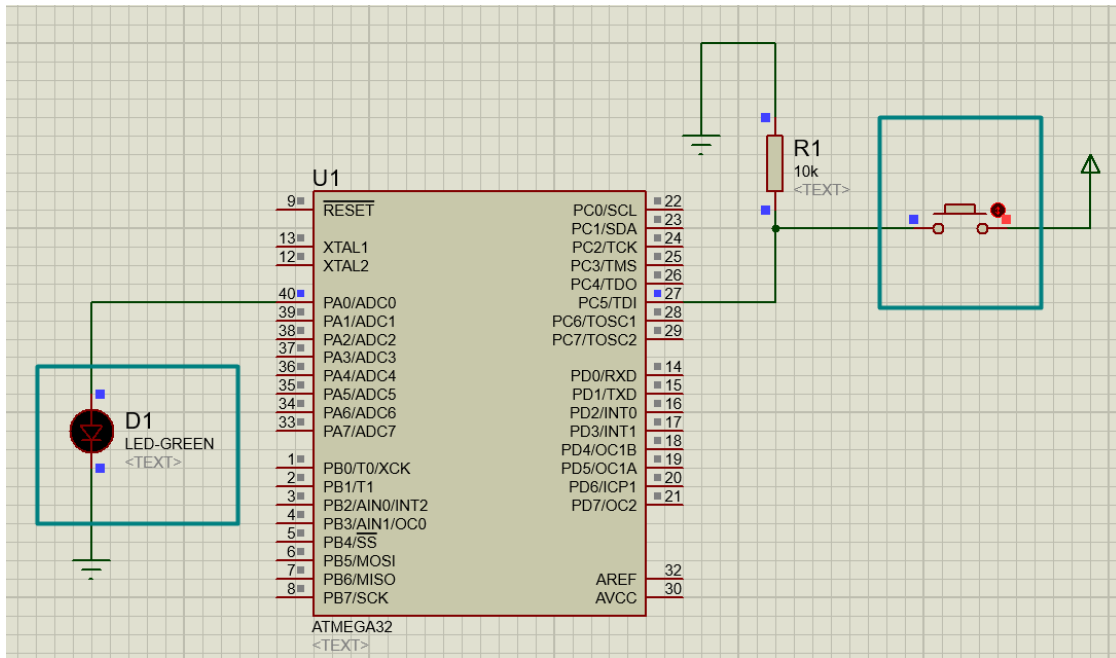 U1
9
RESET
13
XTAL1
12
XTAL2
40
PA0/ADC0
39
PA1/ADC1
38
PA2/ADC2
37
PA3/ADC3
36
PA4/ADC4
35
PA5/ADC5
34
PA6/ADC6
33
PA7/ADC7
1
PB0/T0/XCK
2
PB1/T1
3
PB2/AIN0/INT2
4
PB3/AIN1/OC0
5
PB4/SS
6
PB5/MOSI
7
PB6/MISO
8
PB7/SCK
PC0/SCL
22
PC1/SDA
23
PC2/TCK
24
PC3/TMS
25
PC4/TDO
26
PC5/TDI
27
PC6/TOSC1
28
PC7/TOSC2
29
PD0/RXD
14
PD1/TXD
15
PD2/INT0
16
PD3/INT1
17
PD4/OC1B
18
PD5/OC1A
19
PD6/ICP1
20
PD7/OC2
21
AREF
32
AVCC
30
ATMEGA32
<TEXT>
D1
LED-GREEN
<TEXT>
R1
10k
<TEXT>